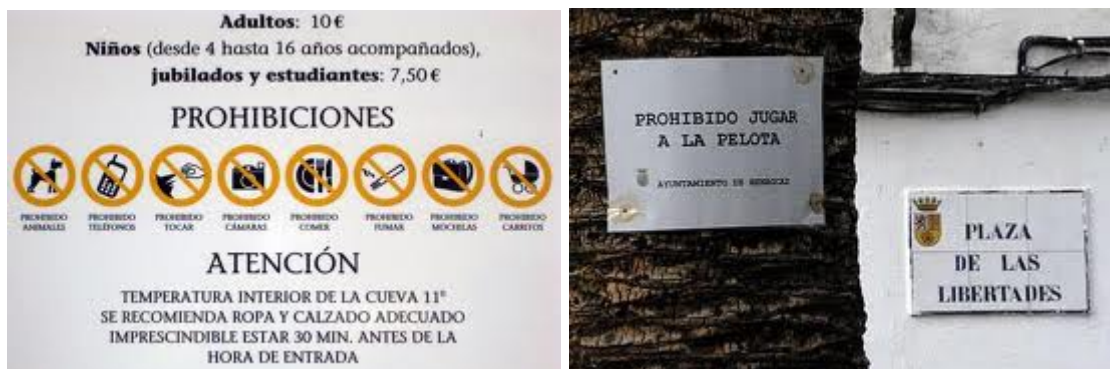 Adultos: 10 €
Niños (desde 4 hasta 16 años acompañados),
jubilados y estudiantes: 7,50 €
PROHIBICIONES
PROHIBIDO ANIMALES
PROHIBIDO TELÉFONOS
PROHIBIDO TOCAR
PROHIBIDO CÁMARAS
PROHIBIDO COMER
PROHIBIDO FUMAR
PROHIBIDO MOCHILAS
PROHIBIDO CARRITOS
ATENCIÓN
TEMPERATURA INTERIOR DE LA CUEVA 11º
SE RECOMIENDA ROPA Y CALZADO ADECUADO
IMPRESCINDIBLE ESTAR 30 MIN. ANTES DE LA
HORA DE ENTRADA
PROHIBIDO JUGAR
A LA PELOTA
AYUNTAMIENTO DE
PLAZA
DE LAS
LIBERTADES